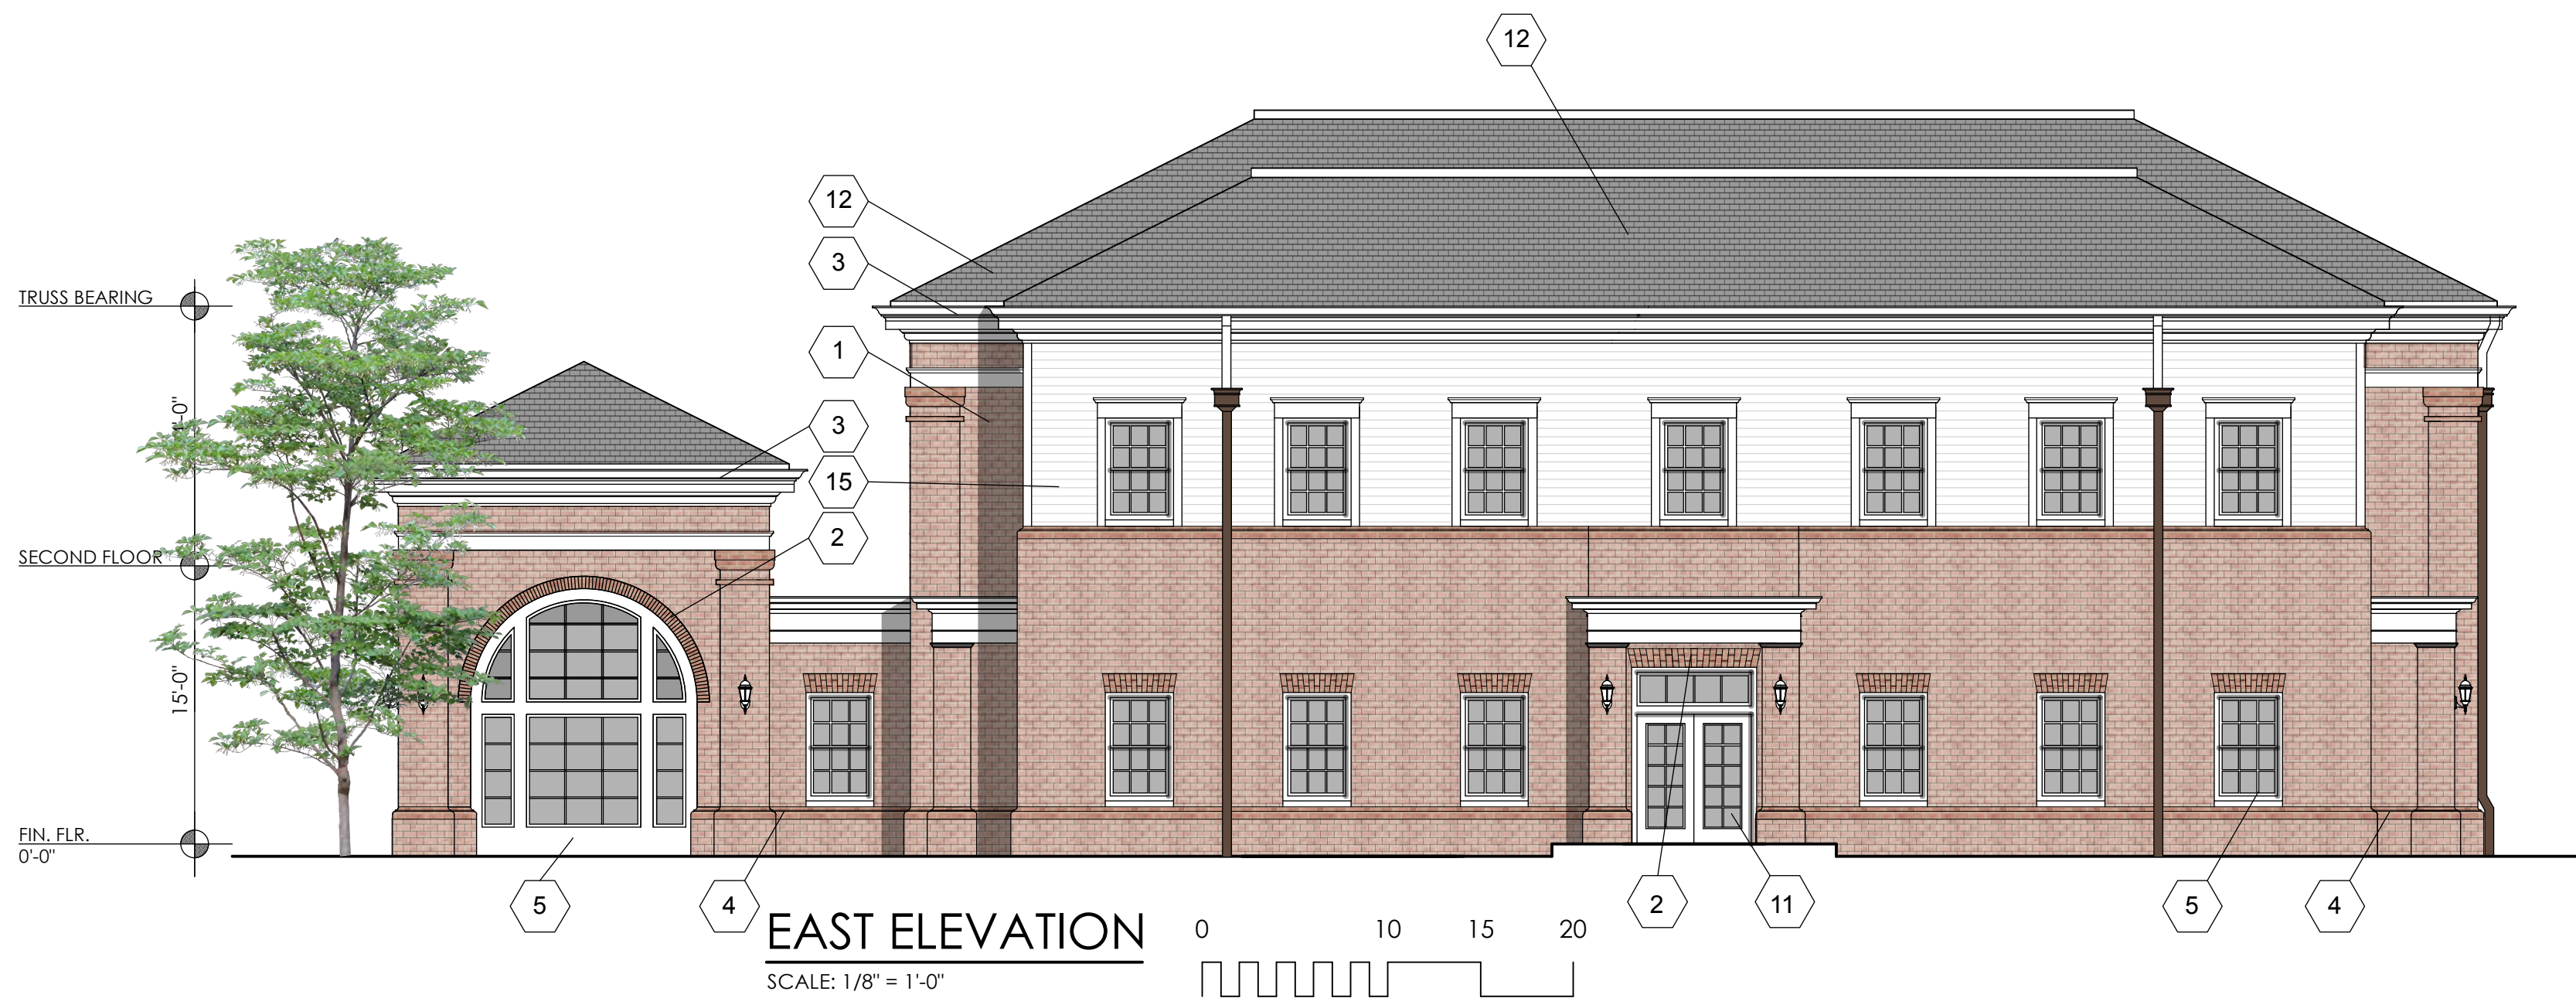 12
12
3
TRUSS BEARING
1
3
15
2
SECOND FLOOR
15'-0"
FIN. FLR.
0'-0"
5
4
2
11
5
4
EAST ELEVATION
SCALE: 1/8" = 1'-0"
0 10 15 20